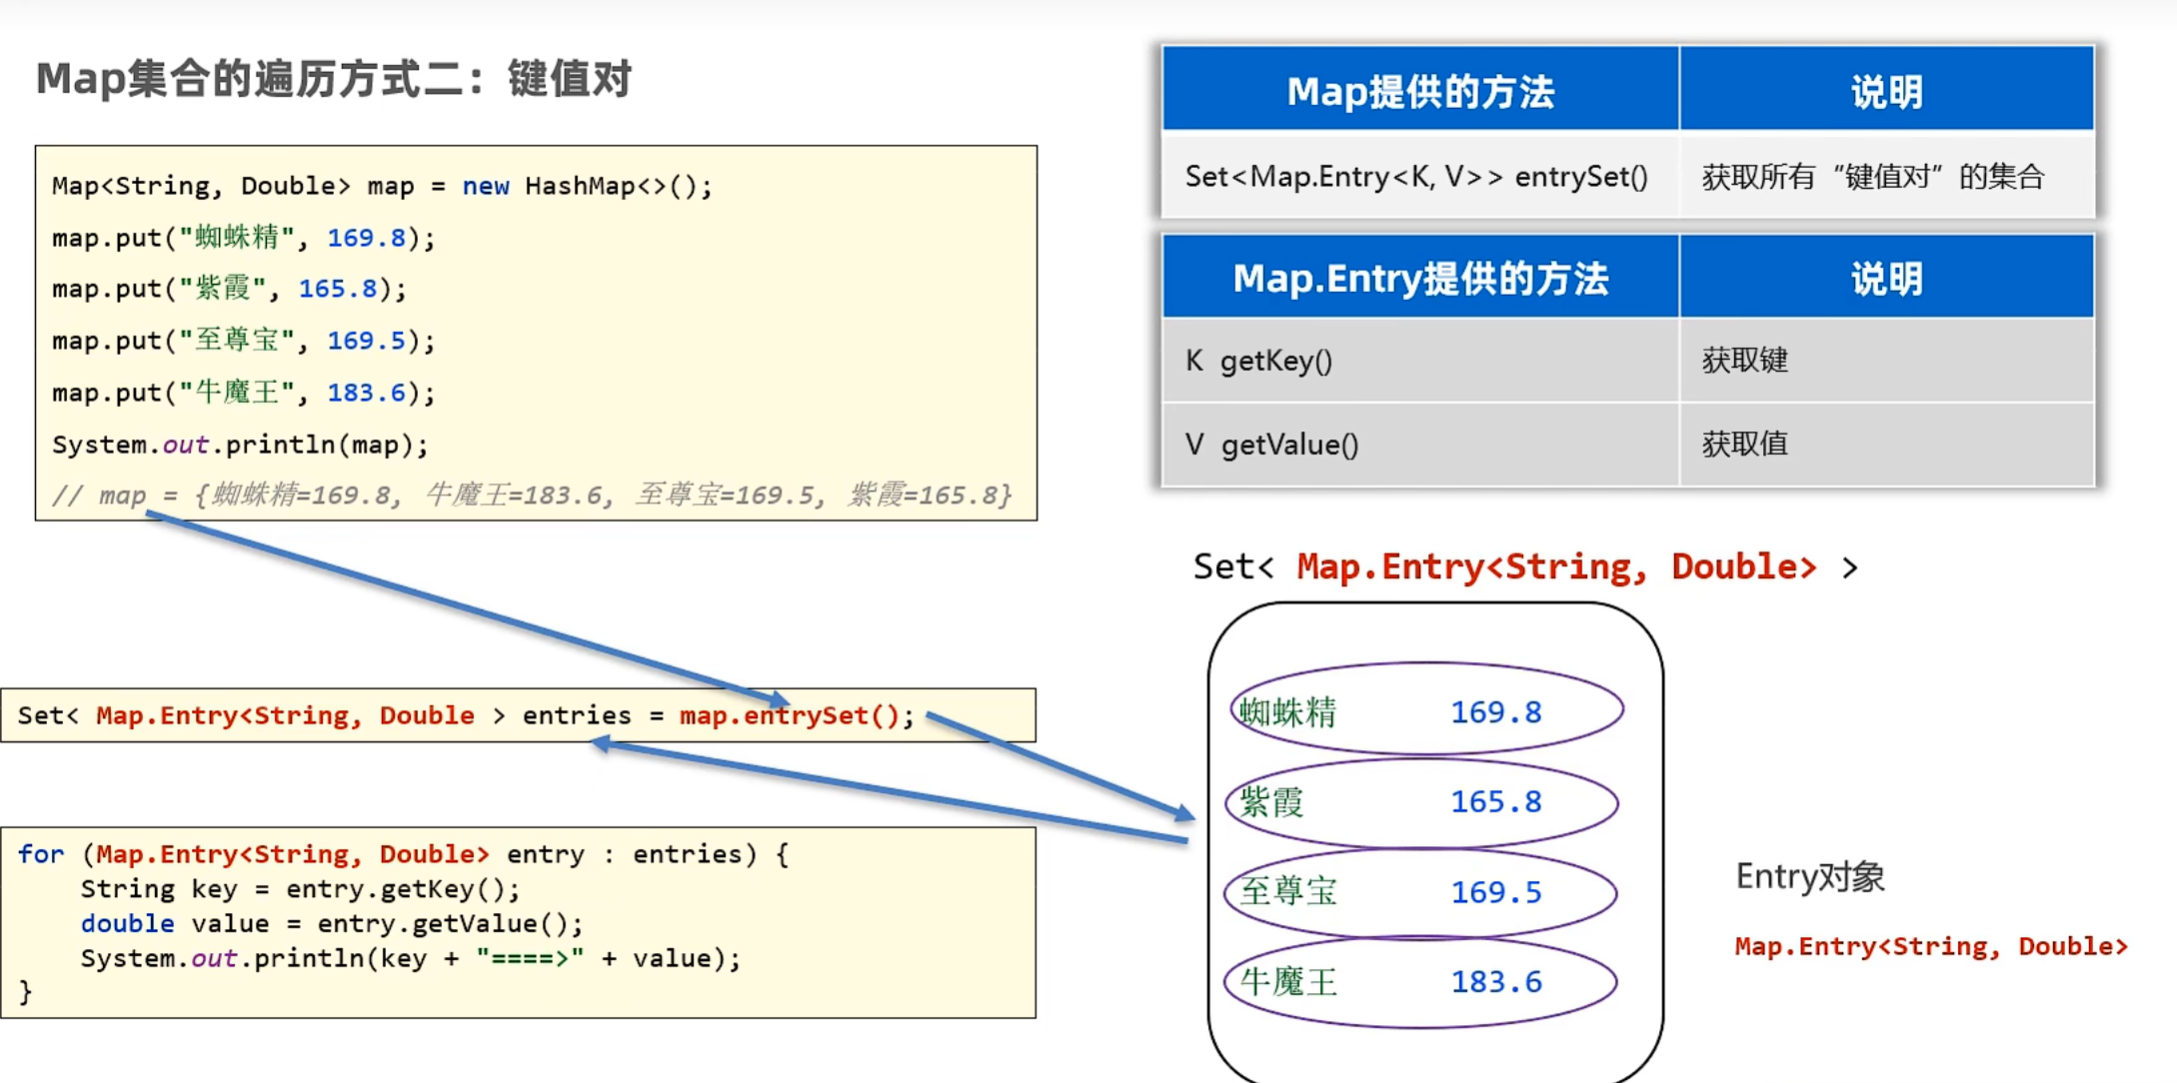 Map集合的遍历方式二：键值对
Map<String, Double> map = new HashMap<>();
map.put("蜘蛛精", 169.8);
map.put("紫霞", 165.8);
map.put("至尊宝", 169.5);
map.put("牛魔王", 183.6);
System.out.println(map);
// map = {蜘蛛精=169.8, 牛魔王=183.6, 至尊宝=169.5, 紫霞=165.8}
Set< Map.Entry<String, Double > entries = map.entrySet();
for (Map.Entry<String, Double> entry : entries) {
    String key = entry.getKey();
    double value = entry.getValue();
    System.out.println(key + "====>" + value);
}
Map提供的方法 说明
Set<Map.Entry<K, V>> entrySet() 获取所有“键值对”的集合
Map.Entry提供的方法 说明
K getKey() 获取键
V getValue() 获取值
Set< Map.Entry<String, Double> >
蜘蛛精 169.8
紫霞 165.8
至尊宝 169.5
牛魔王 183.6
Entry对象
Map.Entry<String, Double>